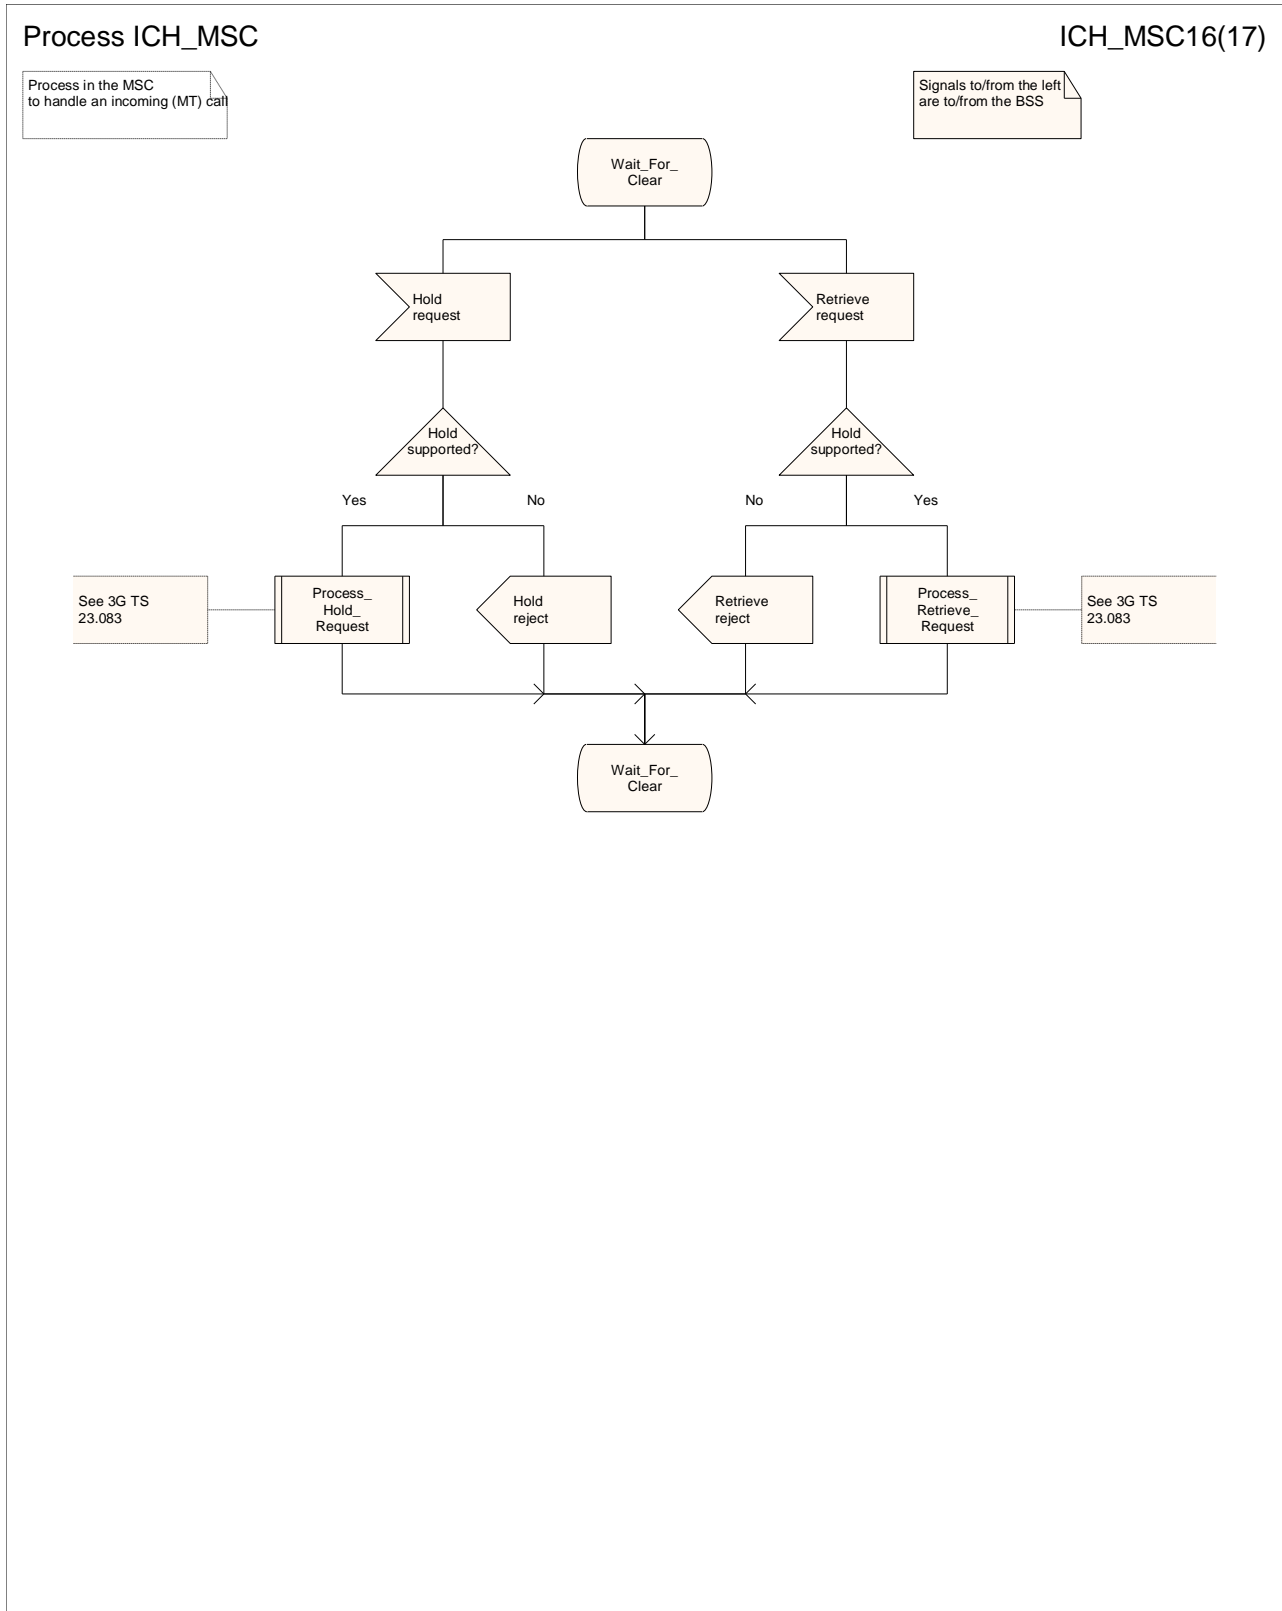 Process ICH_MSC
ICH_MSC16(17)
Process in the MSC
to handle an incoming (MT) call
Signals to/from the left
are to/from the BSS
Wait_For_
Clear
Hold
request
Retrieve
request
Hold
supported?
Hold
supported?
Yes
No
No
Yes
See 3G TS
23.083
Process_
Hold_
Request
Hold
reject
Retrieve
reject
Process_
Retrieve_
Request
See 3G TS
23.083
Wait_For_
Clear